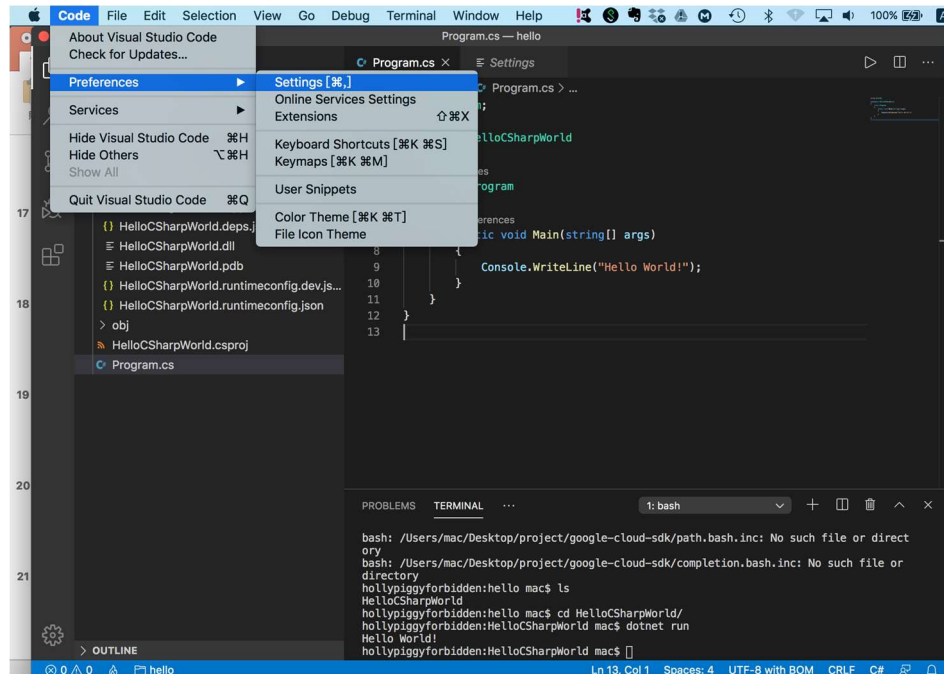 Code File Edit Selection View Go Debug Terminal Window Help 100%
Program.cs — hello
About Visual Studio Code
Check for Updates...
Preferences
Services
Hide Visual Studio Code ⌘H
Hide Others ⌥⌘H
Show All
Quit Visual Studio Code ⌘Q
Settings [⌘,]
Online Services Settings
Extensions ⇧⌘X
Keyboard Shortcuts [⌘K ⌘S]
Keymaps [⌘K ⌘M]
User Snippets
Color Theme [⌘K ⌘T]
File Icon Theme
17
18
19
20
21
{} HelloCSharpWorld.deps.j
HelloCSharpWorld.dll
HelloCSharpWorld.pdb
{} HelloCSharpWorld.runtimeconfig.dev.js...
{} HelloCSharpWorld.runtimeconfig.json
> obj
HelloCSharpWorld.csproj
C# Program.cs
> OUTLINE
C# Program.cs × Settings
Program.cs > ...
;
elloCSharpWorld
es
rogram
erences
tic void Main(string[] args)
8 {
9 Console.WriteLine("Hello World!");
10 }
11 }
12 }
13
PROBLEMS TERMINAL ··· 1: bash
bash: /Users/mac/Desktop/project/google-cloud-sdk/path.bash.inc: No such file or direct
ory
bash: /Users/mac/Desktop/project/google-cloud-sdk/completion.bash.inc: No such file or
directory
hollypiggyforbidden:hello mac$ ls
HelloCSharpWorld
hollypiggyforbidden:hello mac$ cd HelloCSharpWorld/
hollypiggyforbidden:HelloCSharpWorld mac$ dotnet run
Hello World!
hollypiggyforbidden:HelloCSharpWorld mac$
0 0 hello Ln 13, Col 1 Spaces: 4 UTF-8 with BOM CRLF C#